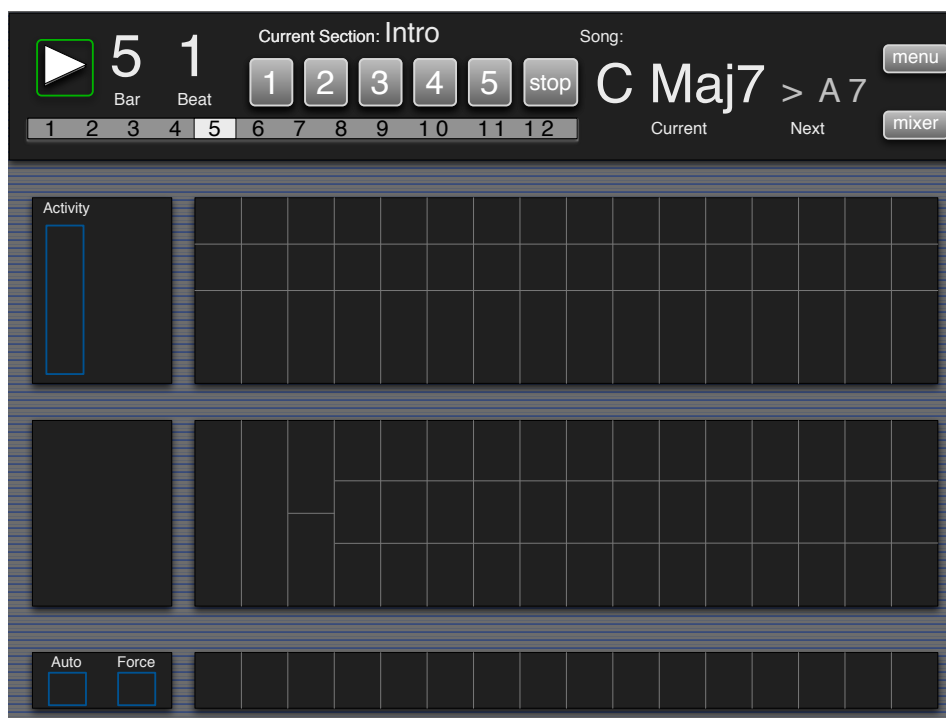 5 1
Bar Beat
Current Section: Intro
1 2 3 4 5 stop
1 2 3 4 5 6 7 8 9 10 11 12
Song:
C Maj7 > A 7
Current Next
menu
mixer
Activity
Auto Force